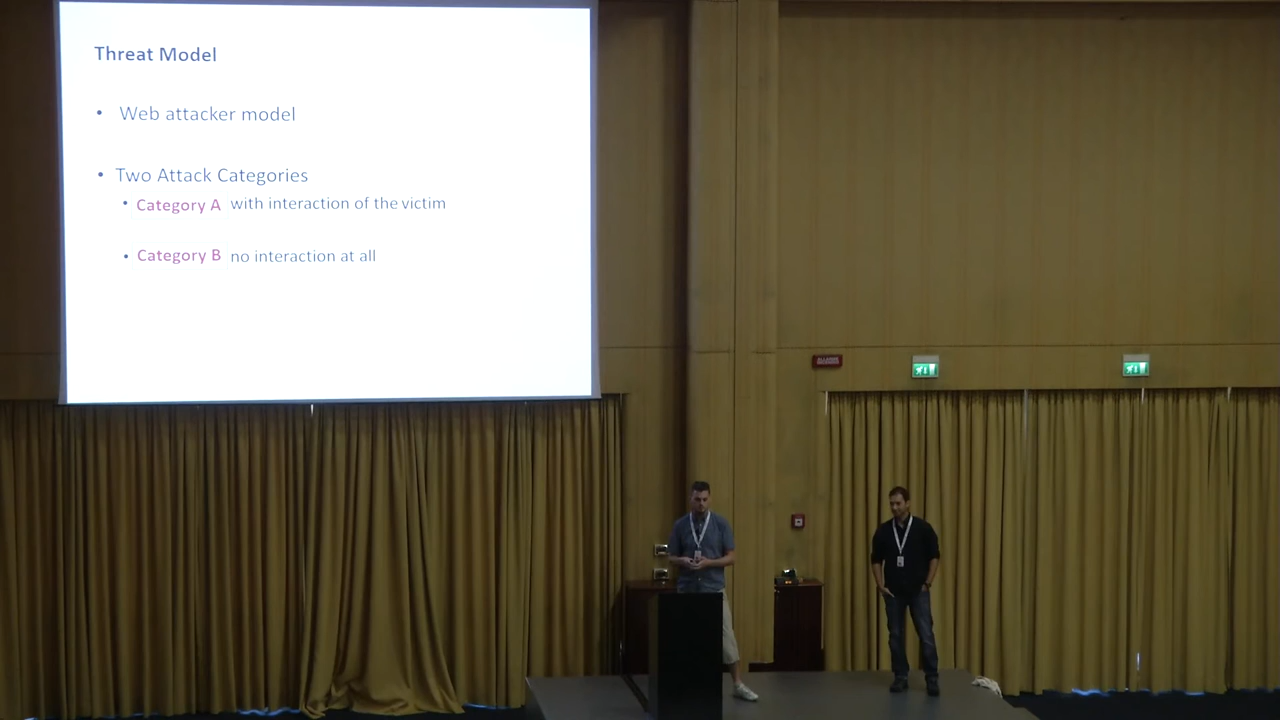 Threat Model
• Web attacker model
• Two Attack Categories
• Category A with interaction of the victim
• Category B no interaction at all